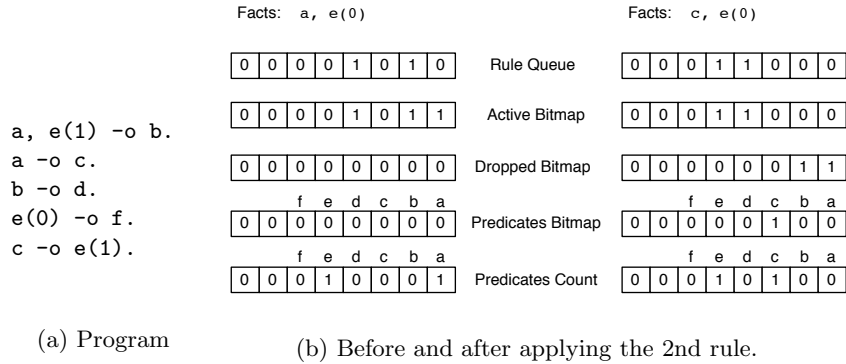 Facts: a, e(0)
Facts: c, e(0)
0 0 0 0 1 0 1 0 Rule Queue 0 0 0 1 1 0 0 0
0 0 0 0 1 0 1 1 Active Bitmap 0 0 0 1 1 0 0 0
0 0 0 0 0 0 0 0 Dropped Bitmap 0 0 0 0 0 0 1 1
f e d c b a f e d c b a
0 0 0 0 0 0 0 0 Predicates Bitmap 0 0 0 0 0 1 0 0
f e d c b a f e d c b a
0 0 0 1 0 0 0 1 Predicates Count 0 0 0 1 0 1 0 0
a, e(1) -o b.
a -o c.
b -o d.
e(0) -o f.
c -o e(1).
(a) Program
(b) Before and after applying the 2nd rule.